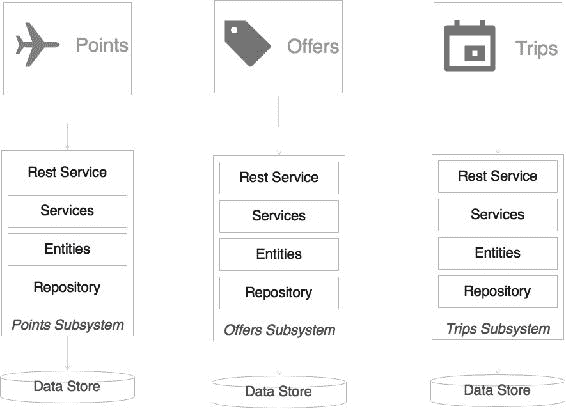 Points
Offers
Trips
Rest Service
Services
Entities
Repository
Points Subsystem
Data Store
Rest Service
Services
Entities
Repository
Offers Subsystem
Data Store
Rest Service
Services
Entities
Repository
Trips Subsystem
Data Store